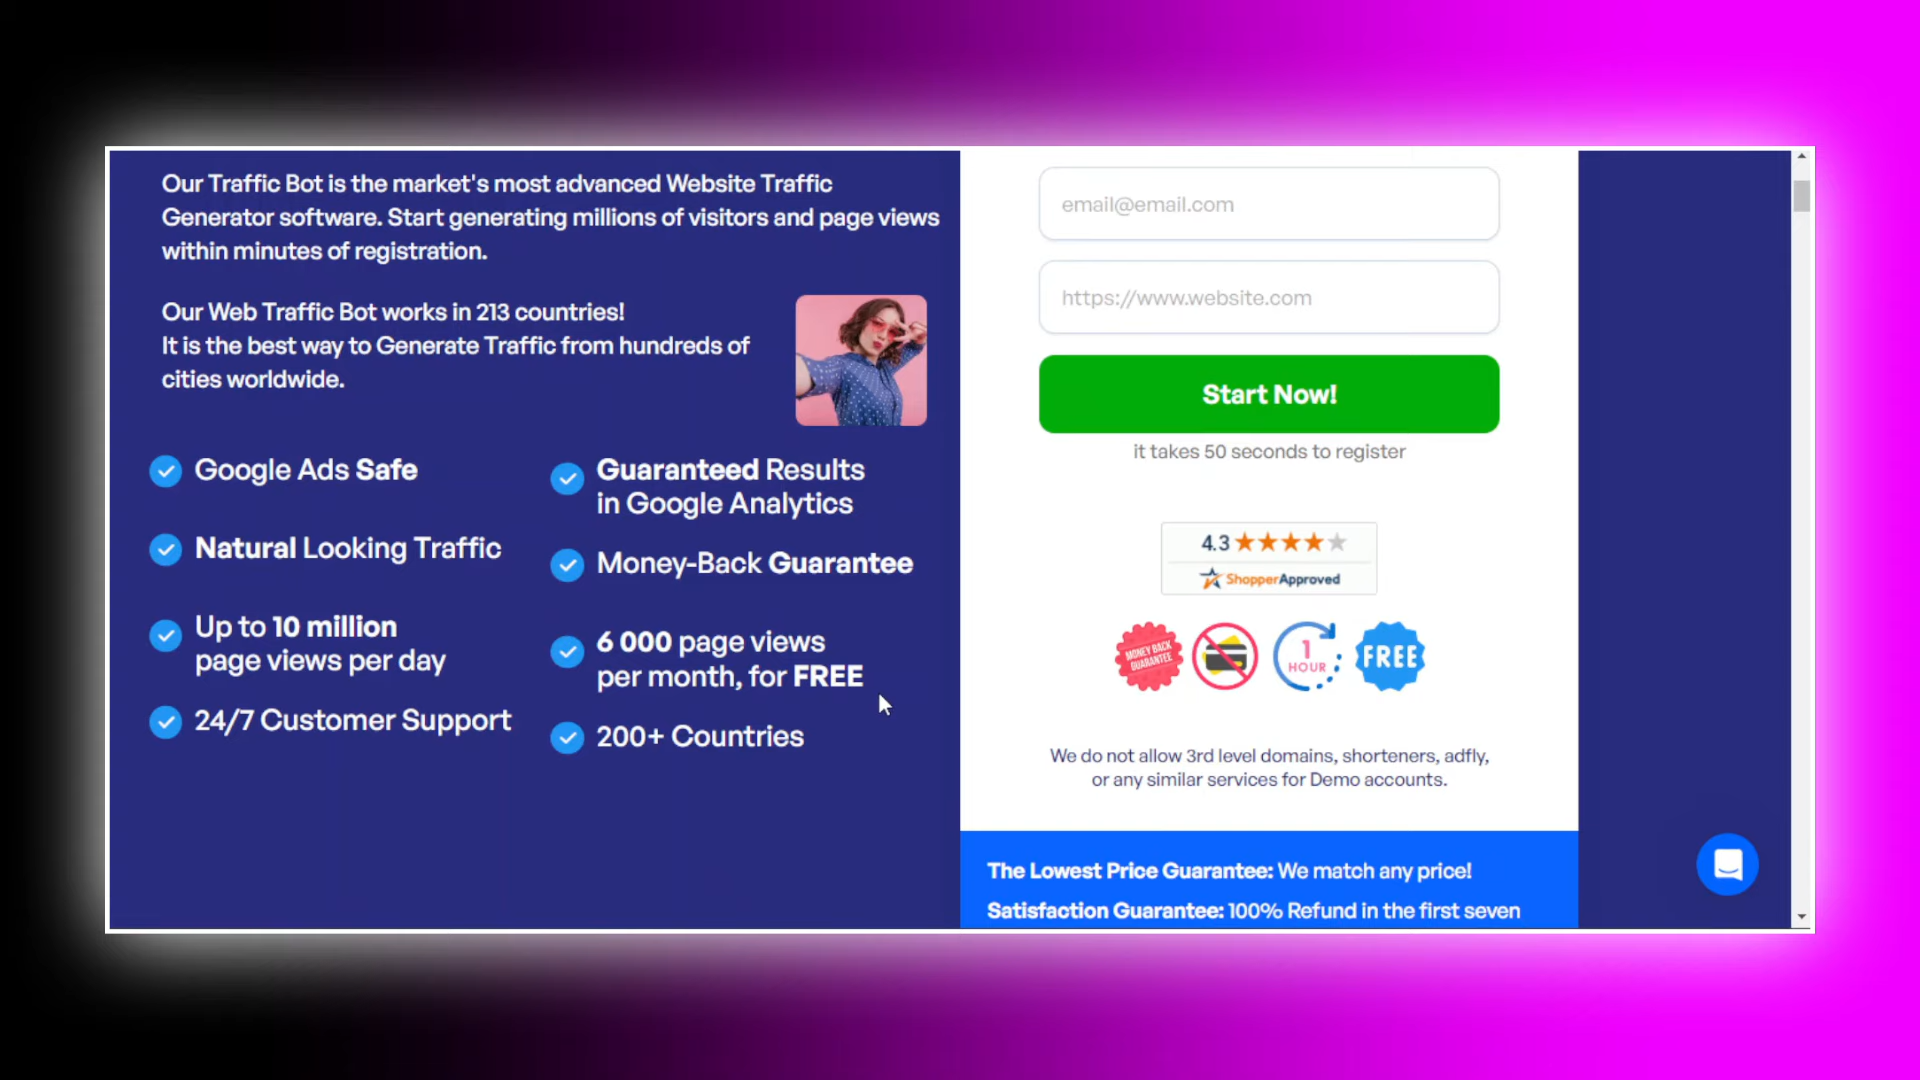 Our Traffic Bot is the market's most advanced Website Traffic
Generator software. Start generating millions of visitors and page views
within minutes of registration.
Our Web Traffic Bot works in 213 countries!
It is the best way to Generate Traffic from hundreds of
cities worldwide.
Google Ads Safe
Natural Looking Traffic
Up to 10 million
page views per day
24/7 Customer Support
Guaranteed Results
in Google Analytics
Money-Back Guarantee
6 000 page views
per month, for FREE
200+ Countries
email@email.com
https://www.website.com
Start Now!
it takes 50 seconds to register
4.3
ShopperApproved
MONEY BACK
GUARANTEE
1
HOUR
FREE
We do not allow 3rd level domains, shorteners, adfly,
or any similar services for Demo accounts.
The Lowest Price Guarantee: We match any price!
Satisfaction Guarantee: 100% Refund in the first seven